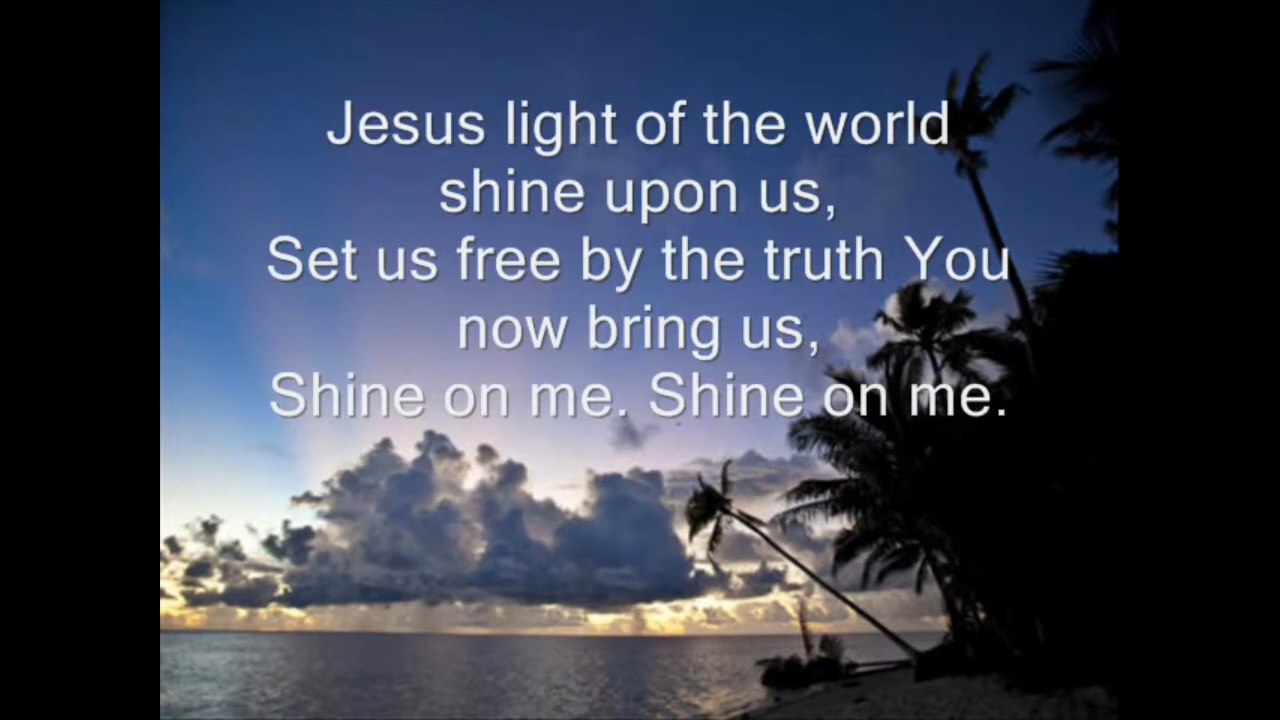 Jesus light of the world
shine upon us,
Set us free by the truth You
now bring us,
Shine on me. Shine on me.